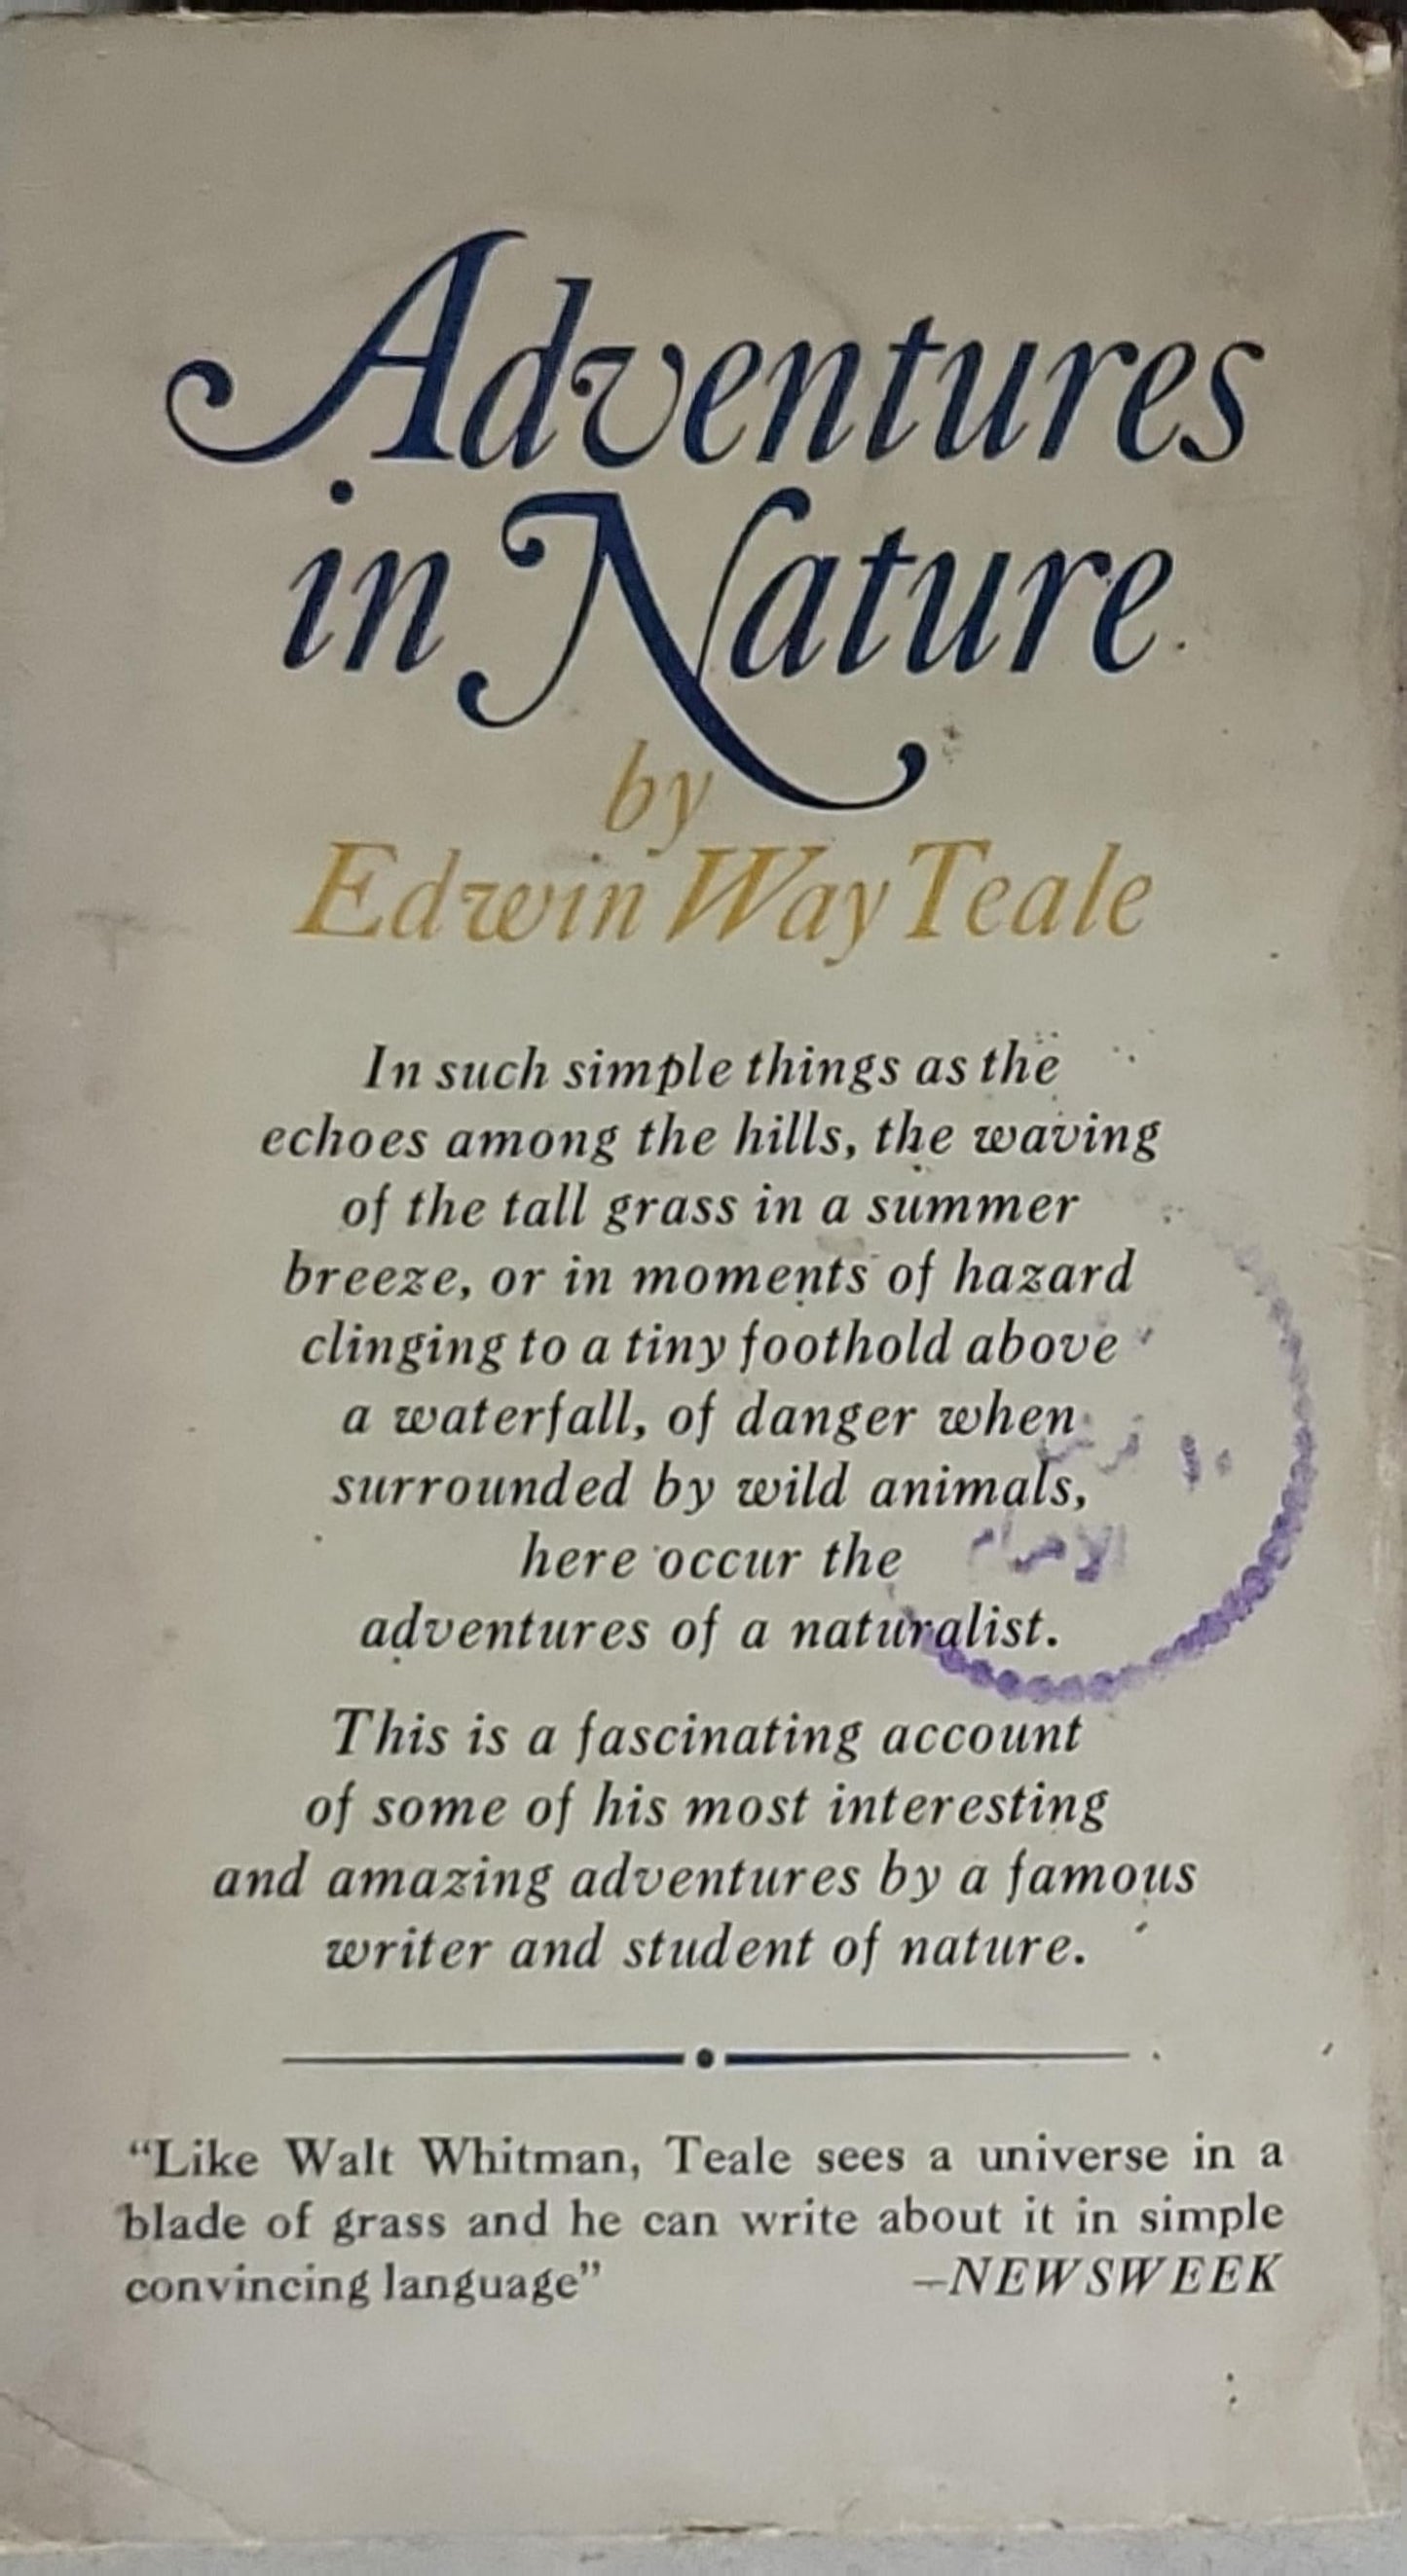 Adventures
in Nature
by
Edwin Way Teale
In such simple things as the
echoes among the hills, the waving
of the tall grass in a summer
breeze, or in moments of hazard
clinging to a tiny foothold above
a waterfall, of danger when
surrounded by wild animals,
here occur the
الاهرام
adventures of a naturalist.
This is a fascinating account
of some of his most interesting
and amazing adventures by a famous
writer and student of nature.
“Like Walt Whitman, Teale sees a universe in a
blade of grass and he can write about it in simple
convincing language” –NEWSWEEK